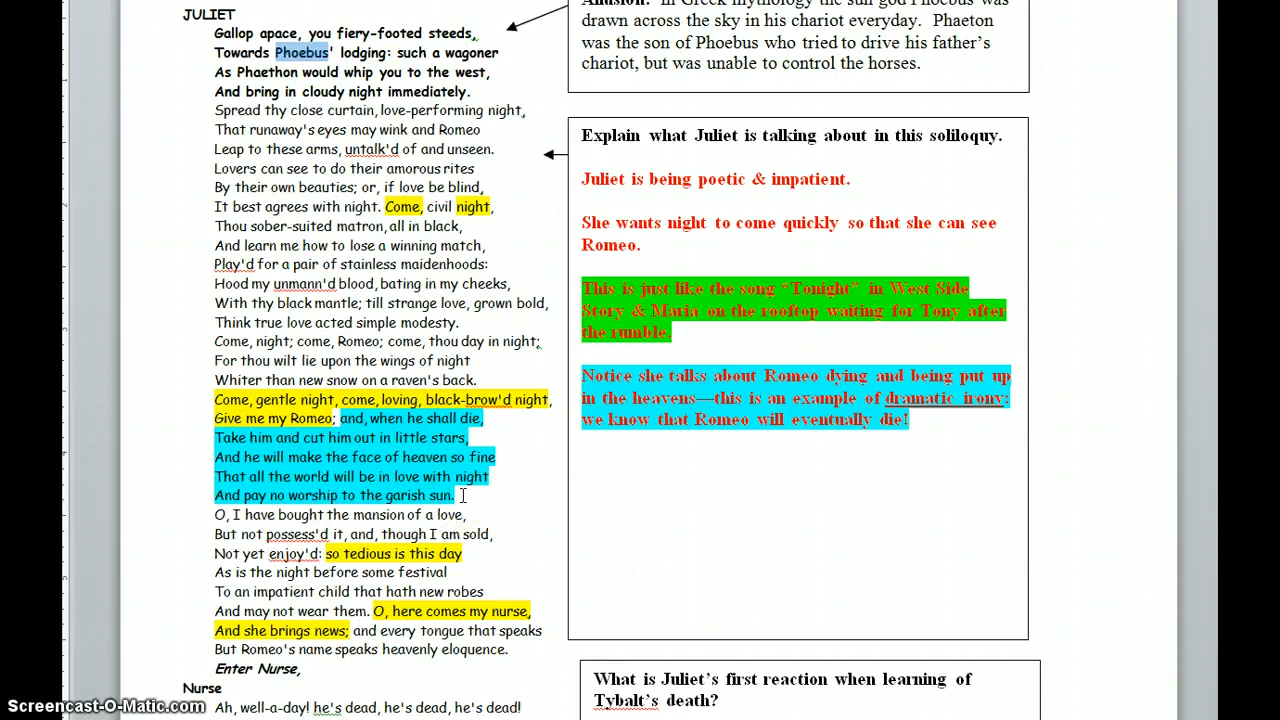 JULIET
Gallop apace, you fiery-footed steeds,
Towards Phoebus' lodging: such a wagoner
As Phaethon would whip you to the west,
And bring in cloudy night immediately.
Spread thy close curtain, love-performing night,
That runaway's eyes may wink and Romeo
Leap to these arms, untalk'd of and unseen.
Lovers can see to do their amorous rites
By their own beauties; or, if love be blind,
It best agrees with night. Come, civil night,
Thou sober-suited matron, all in black,
And learn me how to lose a winning match,
Play'd for a pair of stainless maidenhoods:
Hood my unmann'd blood, bating in my cheeks,
With thy black mantle; till strange love, grown bold,
Think true love acted simple modesty.
Come, night; come, Romeo; come, thou day in night;
For thou wilt lie upon the wings of night
Whiter than new snow on a raven's back.
Come, gentle night, come, loving, black-brow'd night,
Give me my Romeo; and, when he shall die,
Take him and cut him out in little stars,
And he will make the face of heaven so fine
That all the world will be in love with night
And pay no worship to the garish sun.
O, I have bought the mansion of a love,
But not possess'd it, and, though I am sold,
Not yet enjoy'd: so tedious is this day
As is the night before some festival
To an impatient child that hath new robes
And may not wear them. O, here comes my nurse,
And she brings news; and every tongue that speaks
But Romeo's name speaks heavenly eloquence.
Enter Nurse,
Nurse
Ah, well-a-day! he's dead, he's dead, he's dead!
Allusion: In Greek mythology the sun god Phoebus was
drawn across the sky in his chariot everyday. Phaeton
was the son of Phoebus who tried to drive his father's
chariot, but was unable to control the horses.
Explain what Juliet is talking about in this soliloquy.
Juliet is being poetic & impatient.
She wants night to come quickly so that she can see
Romeo.
This is just like the song "Tonight" in West Side
Story & Maria on the rooftop waiting for Tony after
the rumble.
Notice she talks about Romeo dying and being put up
in the heavens—this is an example of dramatic irony;
we know that Romeo will eventually die!
What is Juliet's first reaction when learning of
Tybalt's death?
Screencast-O-Matic.com